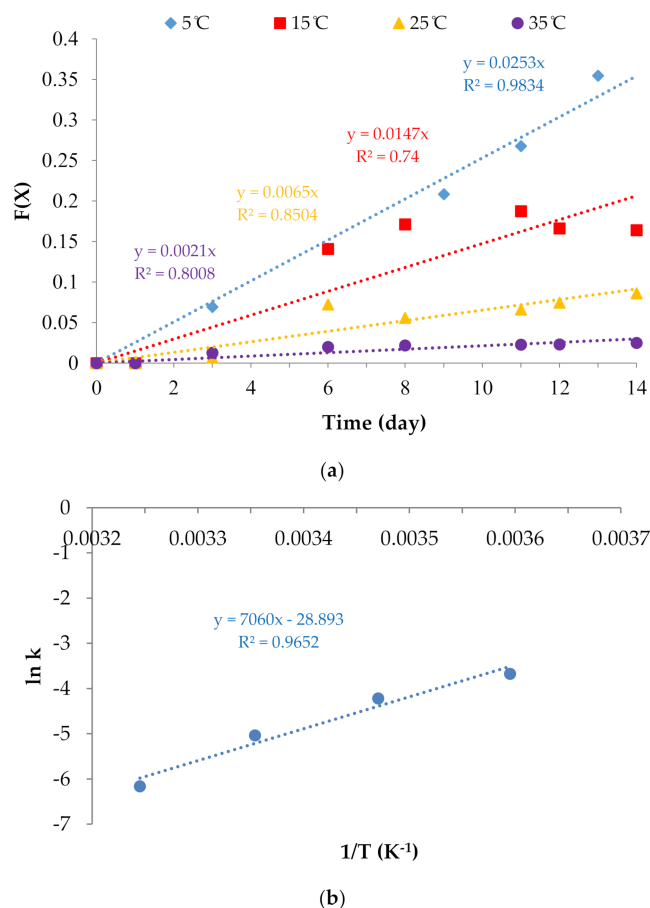 5℃ 15℃ 25℃ 35℃
0.4
0.35
0.3
0.25
0.2
0.15
0.1
0.05
0
F(X)
y = 0.0253x
R² = 0.9834
y = 0.0147x
R² = 0.74
y = 0.0065x
R² = 0.8504
y = 0.0021x
R² = 0.8008
0 2 4 6 8 10 12 14
Time (day)
(a)
0
-1
-2
-3
-4
-5
-6
-7
0.0032 0.0033 0.0034 0.0035 0.0036 0.0037
ln k
y = 7060x - 28.893
R² = 0.9652
1/T (K⁻¹)
(b)